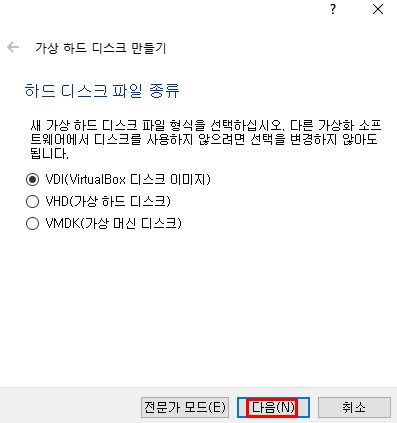 ?
가상 하드 디스크 만들기
하드 디스크 파일 종류
새 가상 하드 디스크 파일 형식을 선택하십시오. 다른 가상화 소프
트웨어에서 디스크를 사용하지 않으려면 선택을 변경하지 않아도
됩니다.
VDI(VirtualBox 디스크 이미지)
VHD(가상 하드 디스크)
VMDK(가상 머신 디스크)
전문가 모드(E) 다음(N) 취소